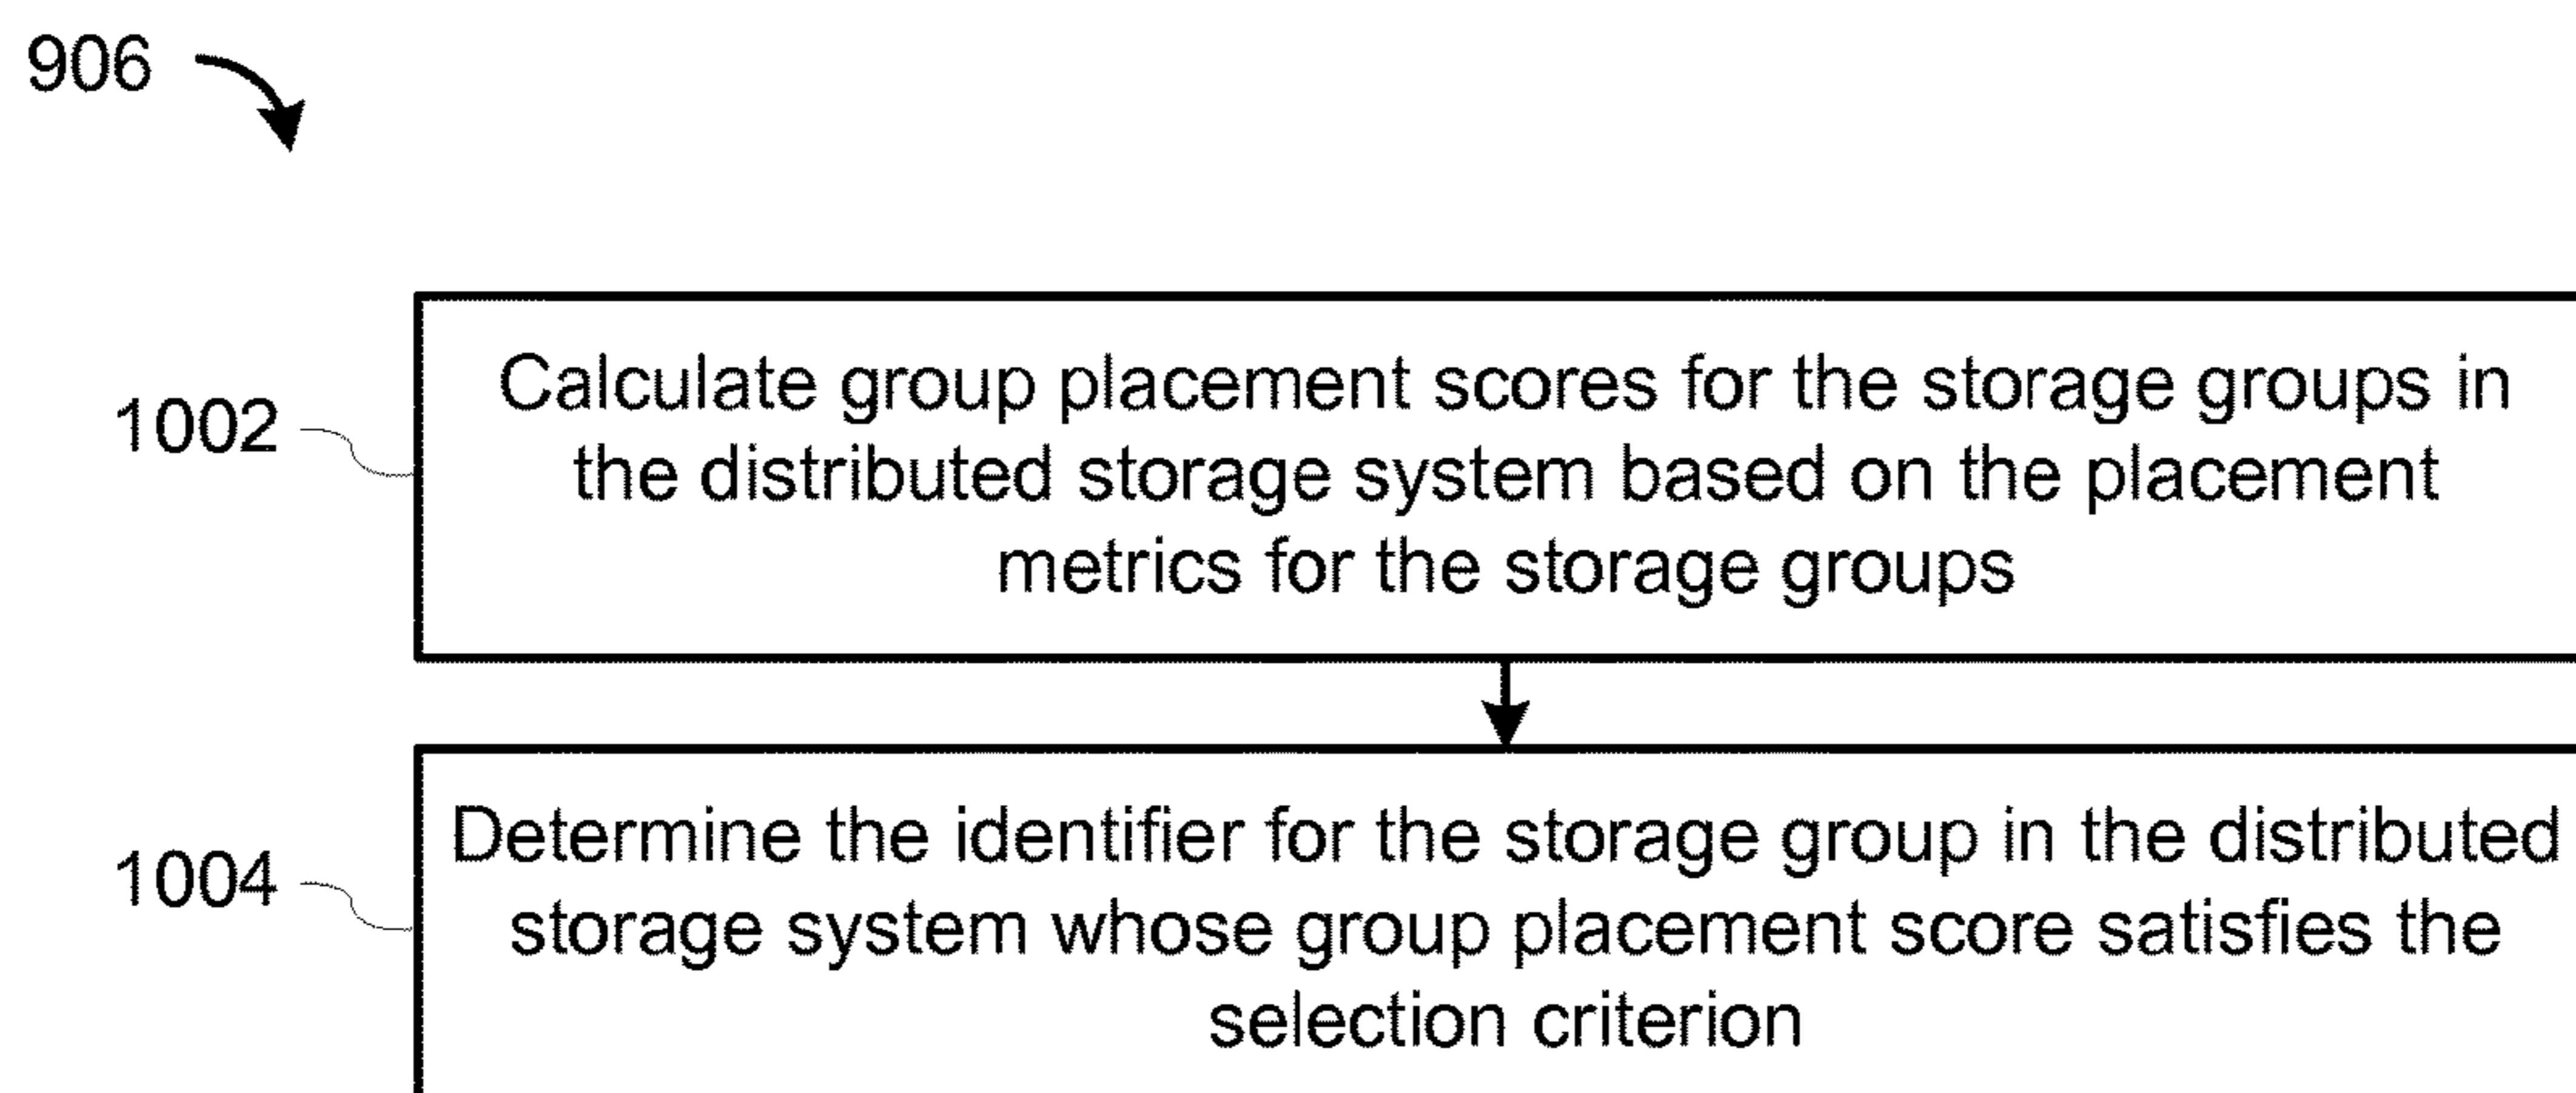 906
1002
Calculate group placement scores for the storage groups in
the distributed storage system based on the placement
metrics for the storage groups
1004
Determine the identifier for the storage group in the distributed
storage system whose group placement score satisfies the
selection criterion